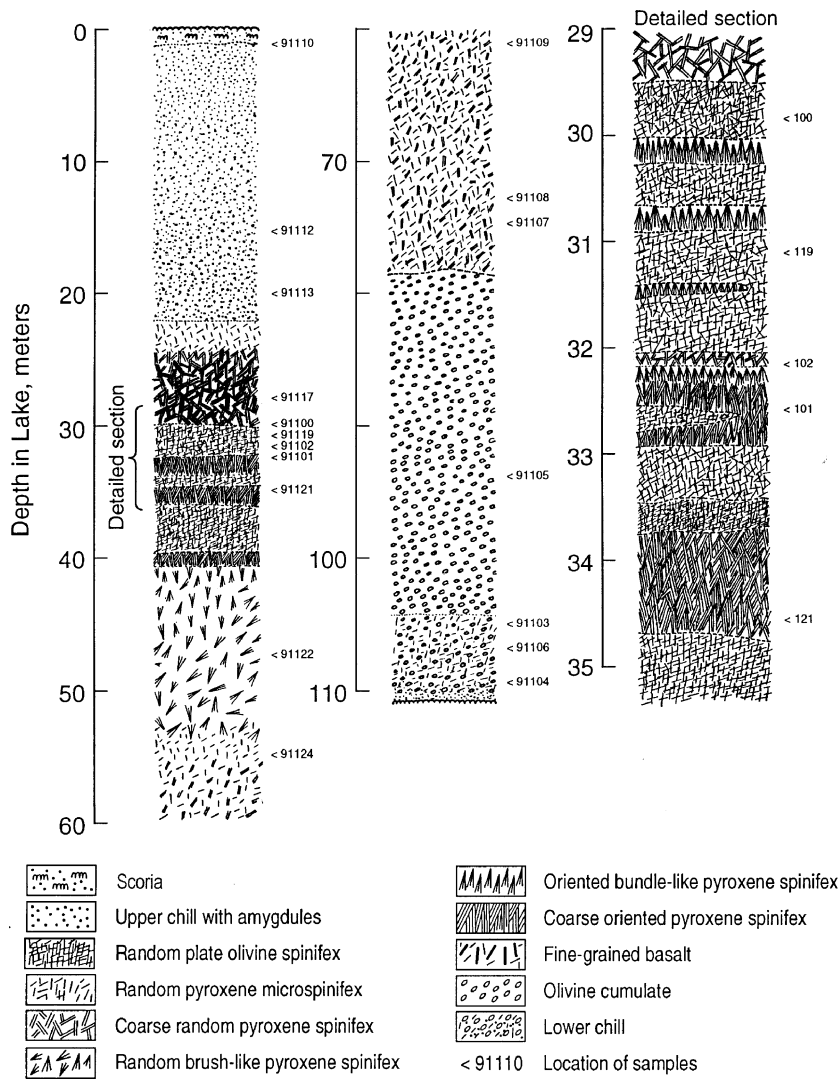 Depth in Lake, meters
0
10
20
30
40
50
60
< 91110
< 91112
< 91113
< 91117
< 91100
< 91119
< 91102
< 91101
< 91121
< 91122
< 91124
Detailed section
70
100
110
< 91109
< 91108
< 91107
< 91105
< 91103
< 91106
< 91104
Detailed section
29
30
31
32
33
34
35
< 100
< 119
< 102
< 101
< 121
Scoria
Upper chill with amygdules
Random plate olivine spinifex
Random pyroxene microspinifex
Coarse random pyroxene spinifex
Random brush-like pyroxene spinifex
Oriented bundle-like pyroxene spinifex
Coarse oriented pyroxene spinifex
Fine-grained basalt
Olivine cumulate
Lower chill
< 91110 Location of samples